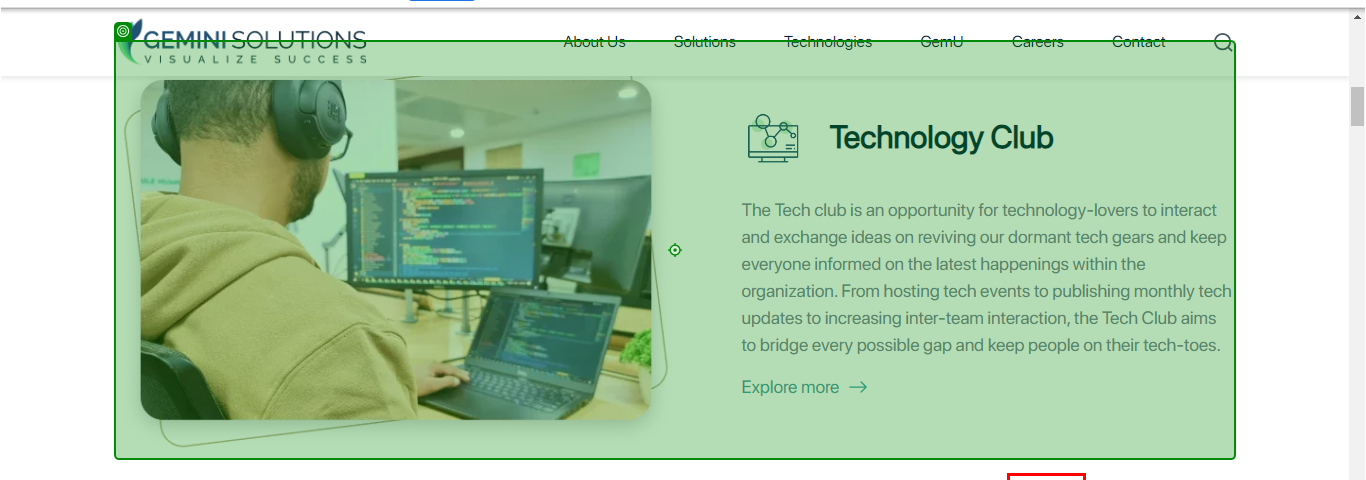 GEMINI SOLUTIONS
VISUALIZE SUCCESS
About Us Solutions Technologies GemU Careers Contact
Technology Club
The Tech club is an opportunity for technology-lovers to interact
and exchange ideas on reviving our dormant tech gears and keep
everyone informed on the latest happenings within the
organization. From hosting tech events to publishing monthly tech
updates to increasing inter-team interaction, the Tech Club aims
to bridge every possible gap and keep people on their tech-toes.
Explore more